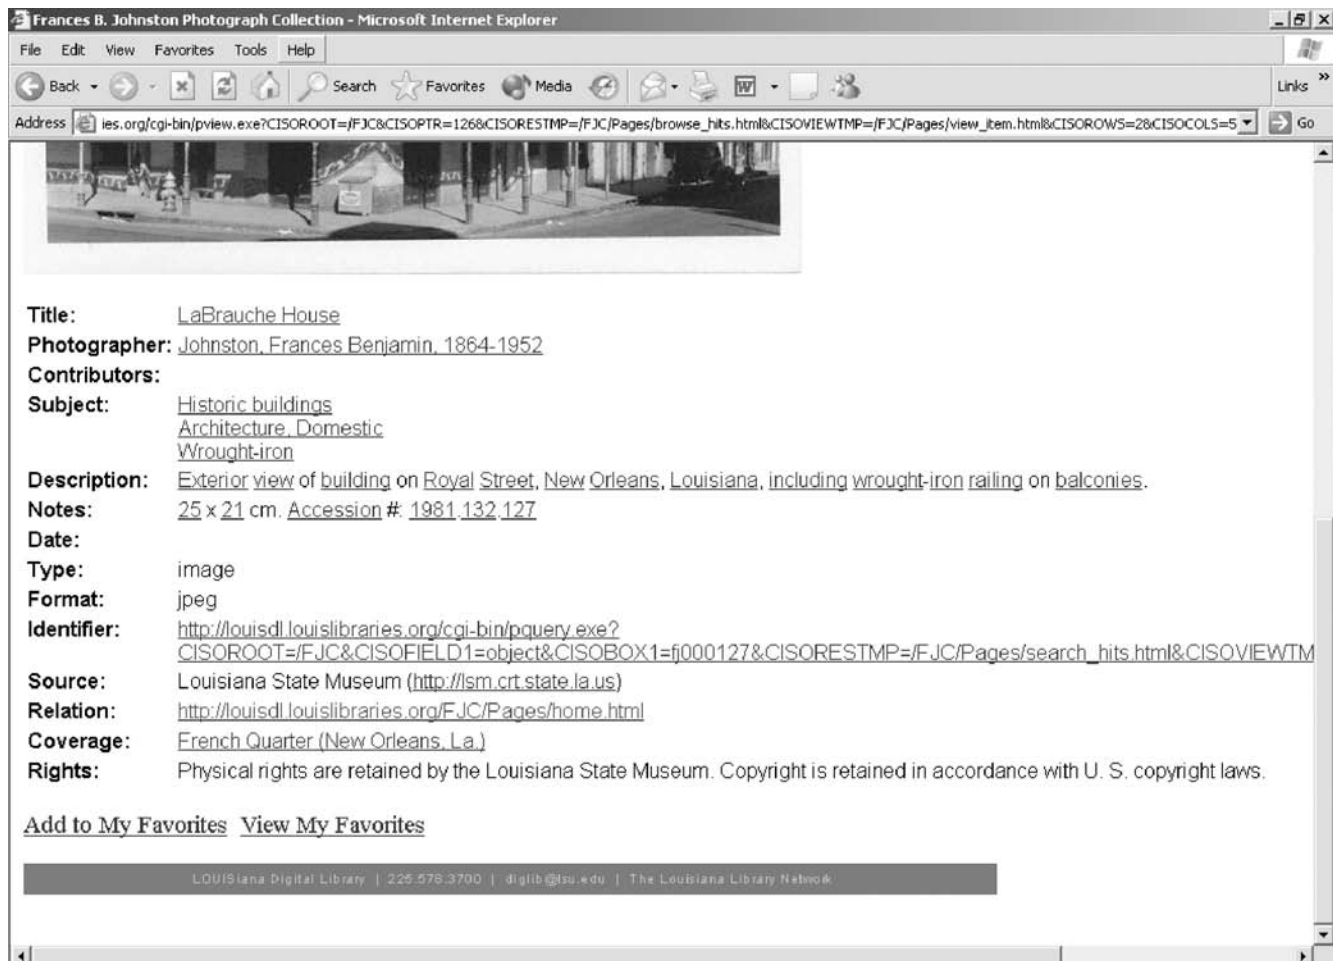 Frances B. Johnston Photograph Collection - Microsoft Internet Explorer
File Edit View Favorites Tools Help
Back Search Favorites Media Links
Address ies.org/cgi-bin/pview.exe?CISOROOT=/FJC&CISOPTR=126&CISORESTMP=/FJC/Pages/browse_hits.html&CISOVIEWTMP=/FJC/Pages/view_item.html&CISOROWS=2&CISOCOLS=5 Go
Title: LaBrauche House
Photographer: Johnston, Frances Benjamin, 1864-1952
Contributors:
Subject: Historic buildings
Architecture, Domestic
Wrought-iron
Description: Exterior view of building on Royal Street, New Orleans, Louisiana, including wrought-iron railing on balconies.
Notes: 25 x 21 cm. Accession #: 1981.132.127
Date:
Type: image
Format: jpeg
Identifier: http://louisdl.louislibraries.org/cgi-bin/pquery.exe?
CISOROOT=/FJC&CISOFIELD1=object&CISOBOX1=fj000127&CISORESTMP=/FJC/Pages/search_hits.html&CISOVIEWTM
Source: Louisiana State Museum (http://lsm.crt.state.la.us)
Relation: http://louisdl.louislibraries.org/FJC/Pages/home.html
Coverage: French Quarter (New Orleans, La.)
Rights: Physical rights are retained by the Louisiana State Museum. Copyright is retained in accordance with U. S. copyright laws.
Add to My Favorites View My Favorites
LOUISiana Digital Library | 225.578.3700 | diglib@lsu.edu | The Louisiana Library Network